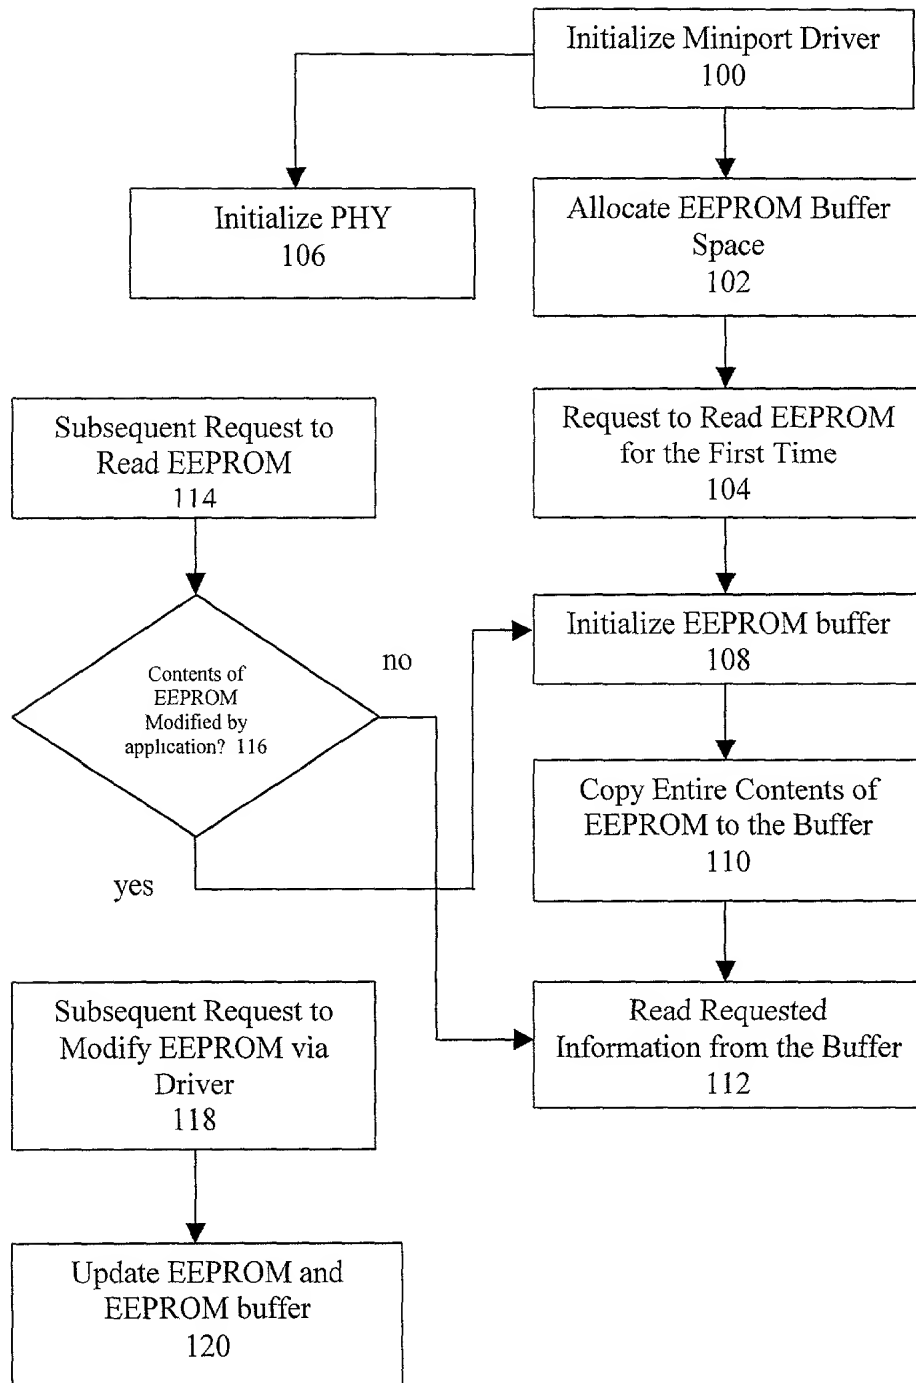 Initialize Miniport Driver
100
Initialize PHY
106
Allocate EEPROM Buffer
Space
102
Subsequent Request to
Read EEPROM
114
Request to Read EEPROM
for the First Time
104
Contents of
EEPROM
Modified by
application? 116
no
yes
Initialize EEPROM buffer
108
Copy Entire Contents of
EEPROM to the Buffer
110
Read Requested
Information from the Buffer
112
Subsequent Request to
Modify EEPROM via
Driver
118
Update EEPROM and
EEPROM buffer
120